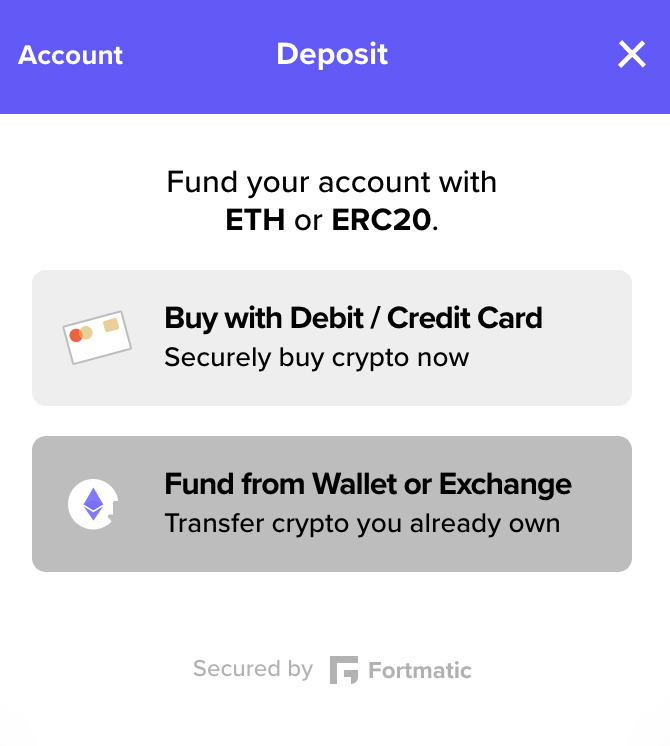 Account
Deposit
Fund your account with
ETH or ERC20.
Buy with Debit / Credit Card
Securely buy crypto now
Fund from Wallet or Exchange
Transfer crypto you already own
Secured by Fortmatic